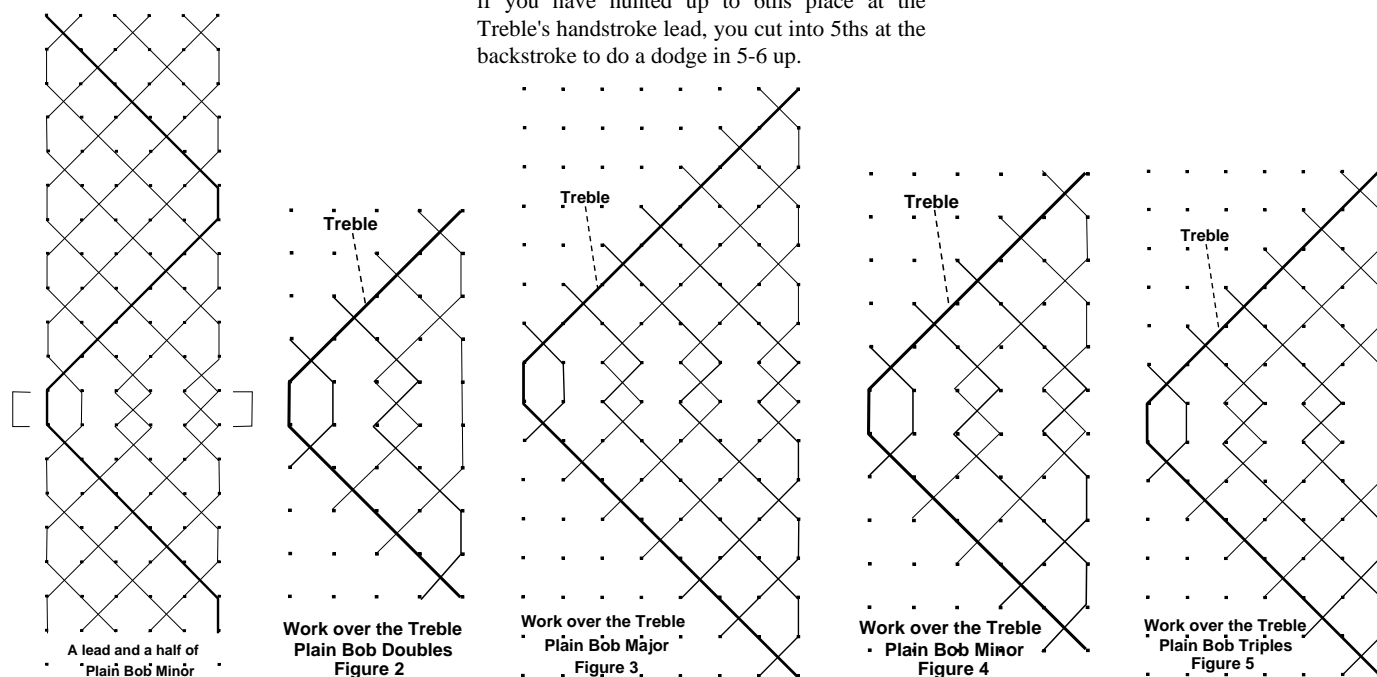 if you have hunted up to 6ths place at the
Treble's handstroke lead, you cut into 5ths at the
backstroke to do a dodge in 5-6 up.
Treble
Treble
Treble
Treble
A lead and a half of
Plain Bob Minor
Work over the Treble
Plain Bob Doubles
Figure 2
Work over the Treble
Plain Bob Major
Figure 3
Work over the Treble
Plain Bob Minor
Figure 4
Work over the Treble
Plain Bob Triples
Figure 5